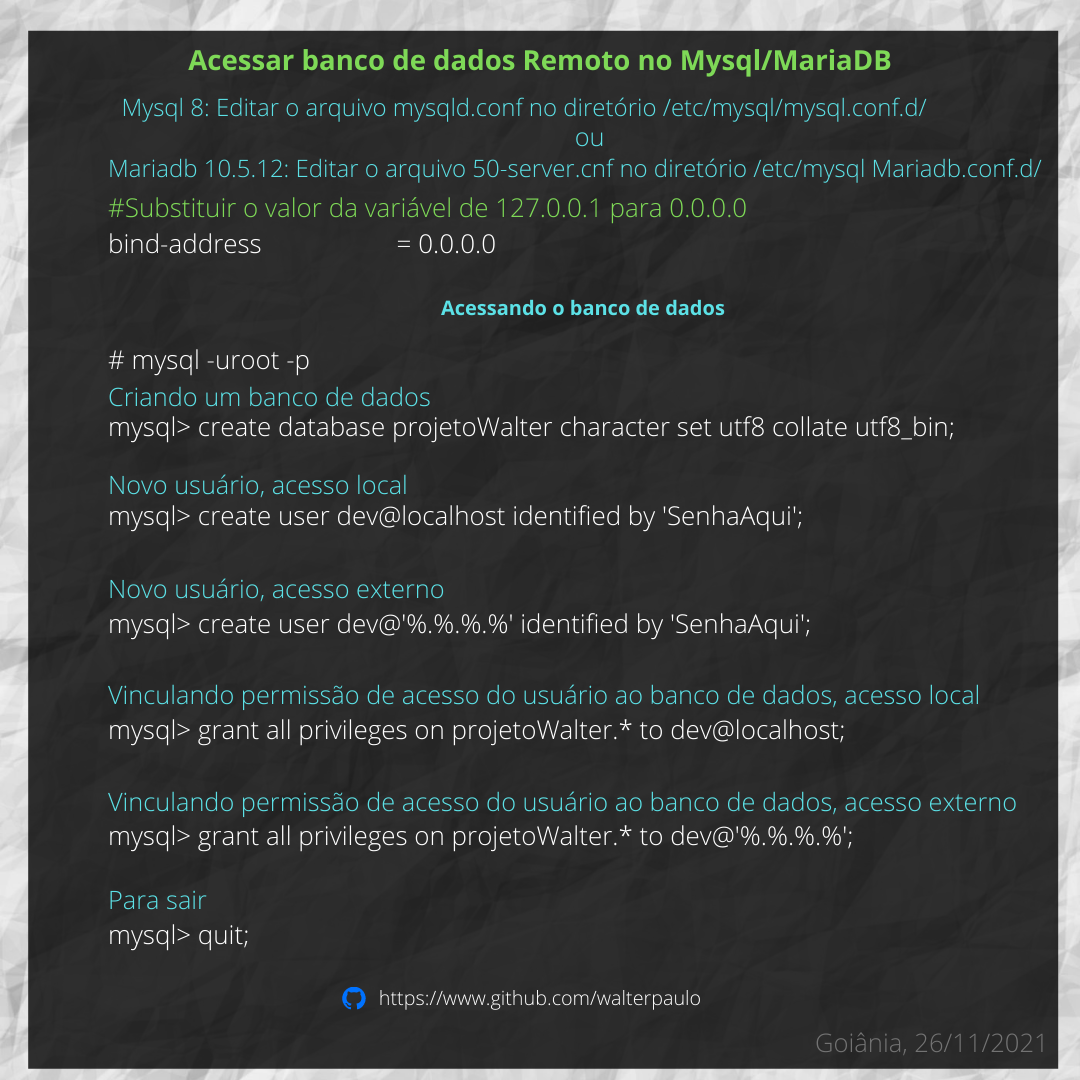 Acessar banco de dados Remoto no Mysql/MariaDB
Mysql 8: Editar o arquivo mysqld.conf no diretório /etc/mysql/mysql.conf.d/
ou
Mariadb 10.5.12: Editar o arquivo 50-server.cnf no diretório /etc/mysql Mariadb.conf.d/
#Substituir o valor da variável de 127.0.0.1 para 0.0.0.0
bind-address = 0.0.0.0
Acessando o banco de dados
# mysql -uroot -p
Criando um banco de dados
mysql> create database projetoWalter character set utf8 collate utf8_bin;
Novo usuário, acesso local
mysql> create user dev@localhost identified by 'SenhaAqui';
Novo usuário, acesso externo
mysql> create user dev@'%.%.%.%' identified by 'SenhaAqui';
Vinculando permissão de acesso do usuário ao banco de dados, acesso local
mysql> grant all privileges on projetoWalter.* to dev@localhost;
Vinculando permissão de acesso do usuário ao banco de dados, acesso externo
mysql> grant all privileges on projetoWalter.* to dev@'%.%.%.%';
Para sair
mysql> quit;
https://www.github.com/walterpaulo
Goiânia, 26/11/2021